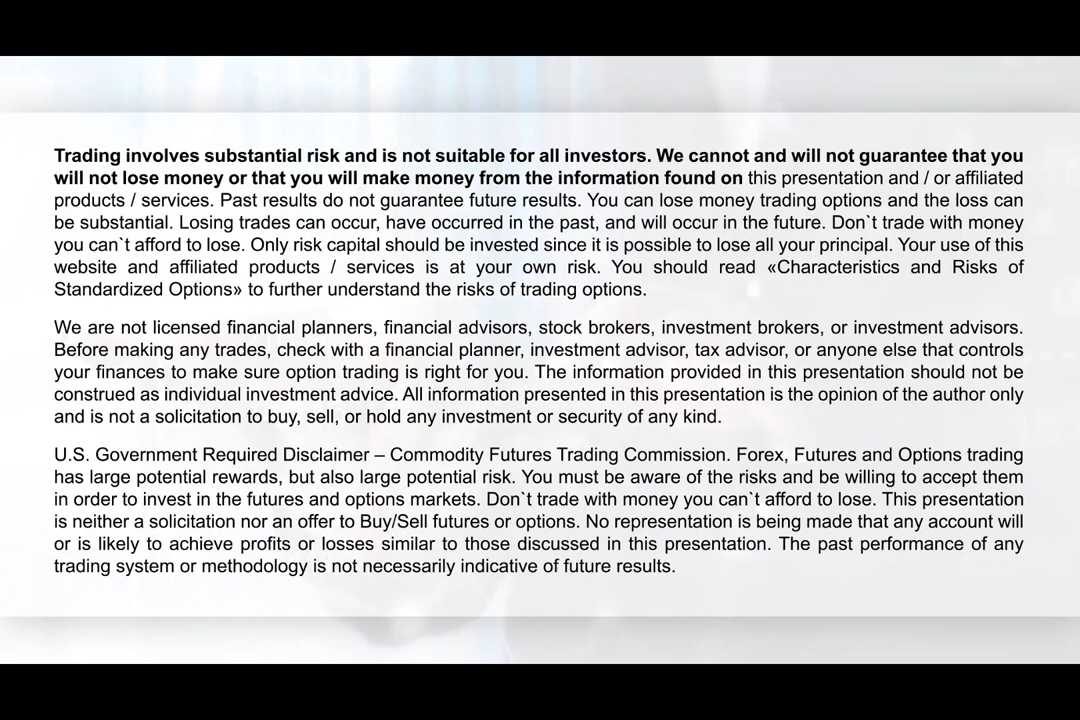 Trading involves substantial risk and is not suitable for all investors. We cannot and will not guarantee that you
will not lose money or that you will make money from the information found on this presentation and / or affiliated
products / services. Past results do not guarantee future results. You can lose money trading options and the loss can
be substantial. Losing trades can occur, have occurred in the past, and will occur in the future. Don`t trade with money
you can`t afford to lose. Only risk capital should be invested since it is possible to lose all your principal. Your use of this
website and affiliated products / services is at your own risk. You should read «Characteristics and Risks of
Standardized Options» to further understand the risks of trading options.
We are not licensed financial planners, financial advisors, stock brokers, investment brokers, or investment advisors.
Before making any trades, check with a financial planner, investment advisor, tax advisor, or anyone else that controls
your finances to make sure option trading is right for you. The information provided in this presentation should not be
construed as individual investment advice. All information presented in this presentation is the opinion of the author only
and is not a solicitation to buy, sell, or hold any investment or security of any kind.
U.S. Government Required Disclaimer – Commodity Futures Trading Commission. Forex, Futures and Options trading
has large potential rewards, but also large potential risk. You must be aware of the risks and be willing to accept them
in order to invest in the futures and options markets. Don`t trade with money you can`t afford to lose. This presentation
is neither a solicitation nor an offer to Buy/Sell futures or options. No representation is being made that any account will
or is likely to achieve profits or losses similar to those discussed in this presentation. The past performance of any
trading system or methodology is not necessarily indicative of future results.